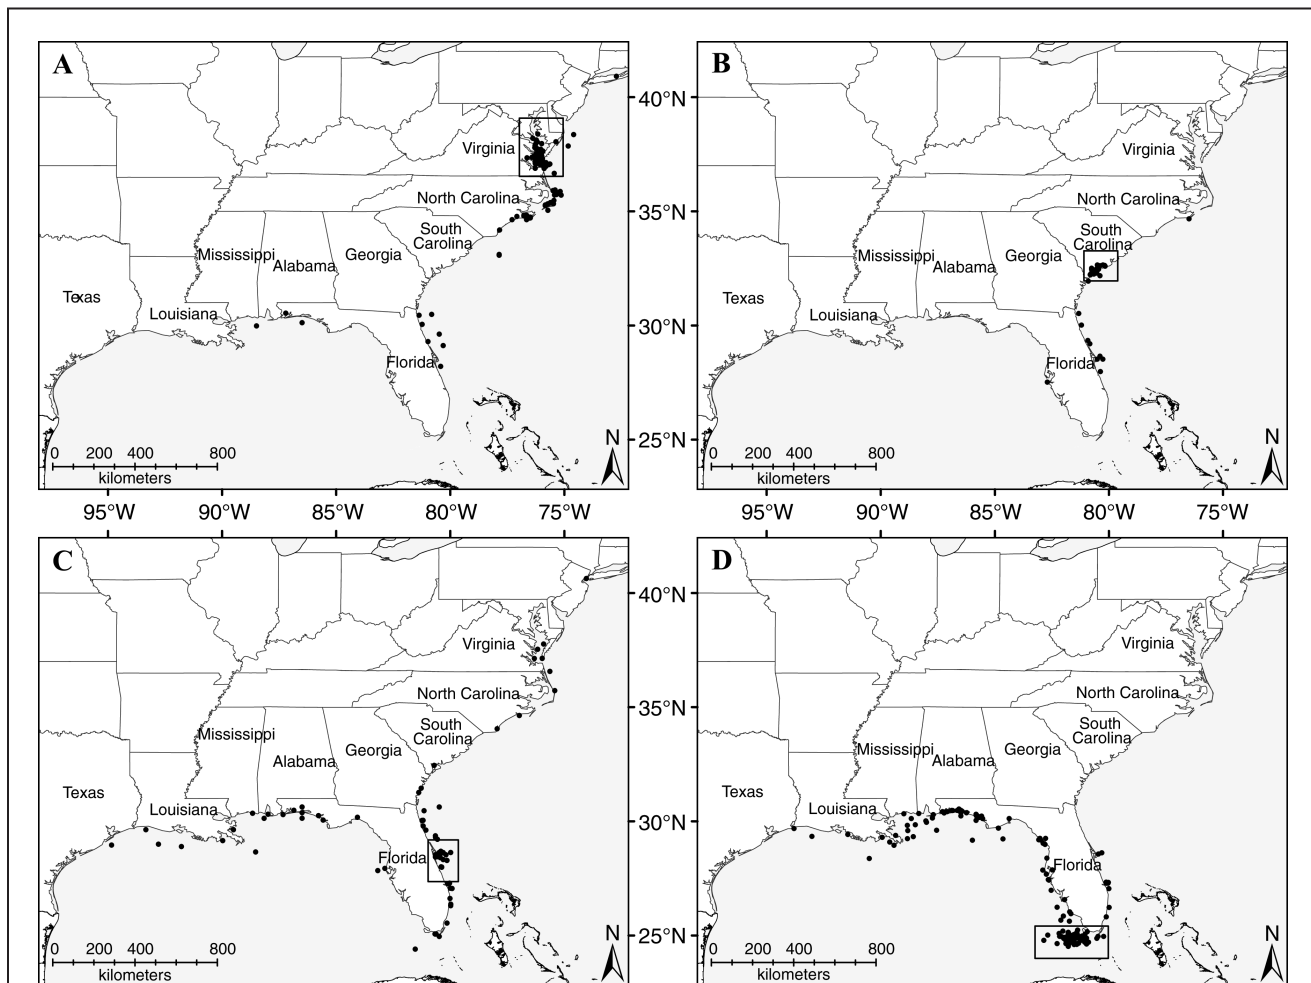 A
B
40°N
Virginia
Virginia
North Carolina
North Carolina
35°N
South
Carolina
South
Carolina
Mississippi
Alabama
Georgia
Mississippi
Alabama
Georgia
Texas
Louisiana
Texas
Louisiana
30°N
Florida
Florida
25°N
N
N
0 200 400 800
kilometers
0 200 400 800
kilometers
95°W 90°W 85°W 80°W 75°W
95°W 90°W 85°W 80°W 75°W
C
D
40°N
Virginia
Virginia
North Carolina
North Carolina
35°N
South
Carolina
South
Carolina
Mississippi
Alabama
Georgia
Mississippi
Alabama
Georgia
Texas
Louisiana
Texas
Louisiana
30°N
Florida
Florida
25°N
N
N
0 200 400 800
kilometers
0 200 400 800
kilometers